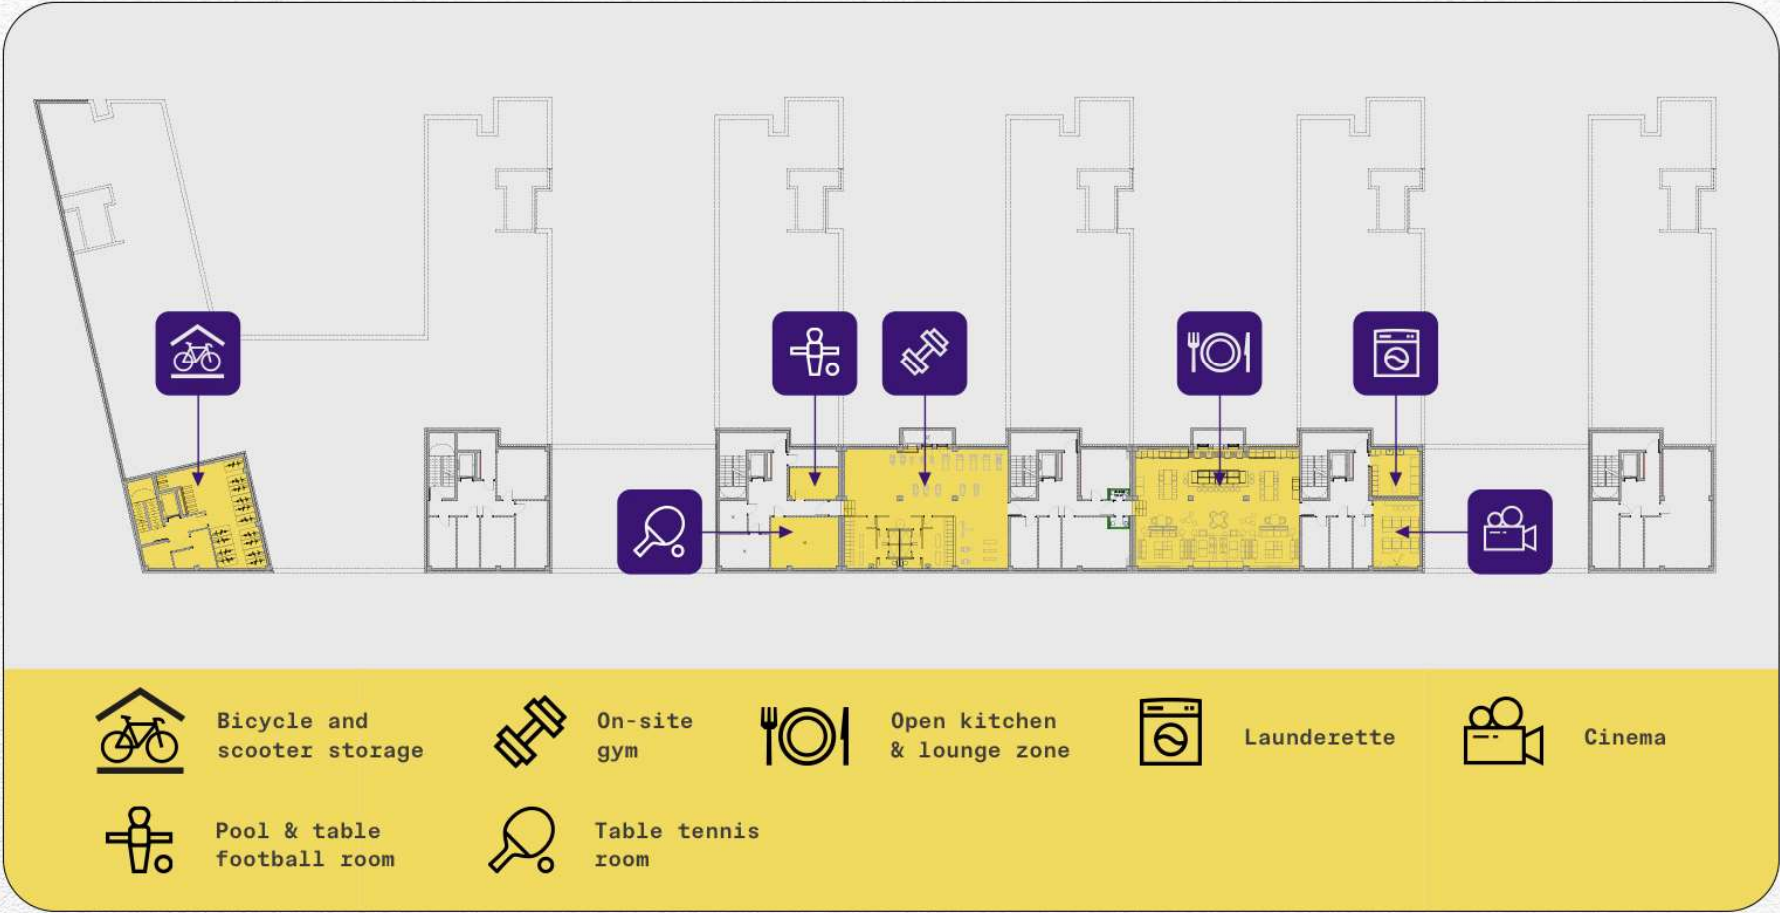 Bicycle and
scooter storage
On-site
gym
Open kitchen
& lounge zone
Launderette
Cinema
Pool & table
football room
Table tennis
room